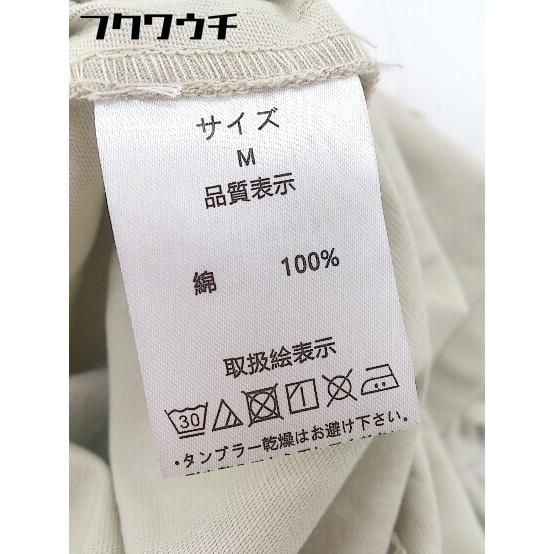 フクワウチ
サイズ
M
品質表示
綿 100%
取扱絵表示
30
・タンブラー乾燥はお避け下さい。